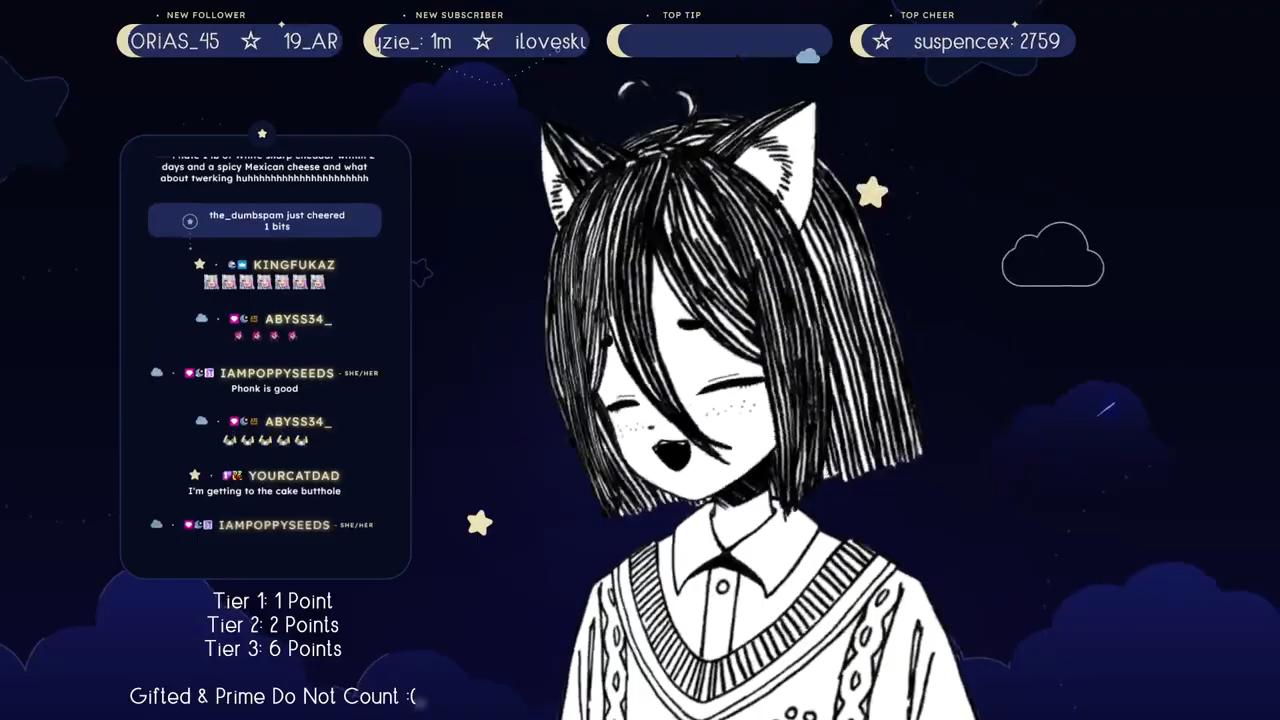 NEW FOLLOWER
NEW SUBSCRIBER
TOP TIP
TOP CHEER
ORiAS_45 ☆ 19_AR
yzie_: 1m ☆ ilovesku
☆ suspencex: 2759
days and a spicy Mexican cheese and what
about twerking huhhhhhhhhhhhhhhhhhhhh
the_dumbspam just cheered
1 bits
KINGFUKAZ
ABYSS34_
IAMPOPPYSEEDS - SHE/HER
Phonk is good
ABYSS34_
YOURCATDAD
I'm getting to the cake butthole
IAMPOPPYSEEDS - SHE/HER
Tier 1: 1 Point
Tier 2: 2 Points
Tier 3: 6 Points
Gifted & Prime Do Not Count :(